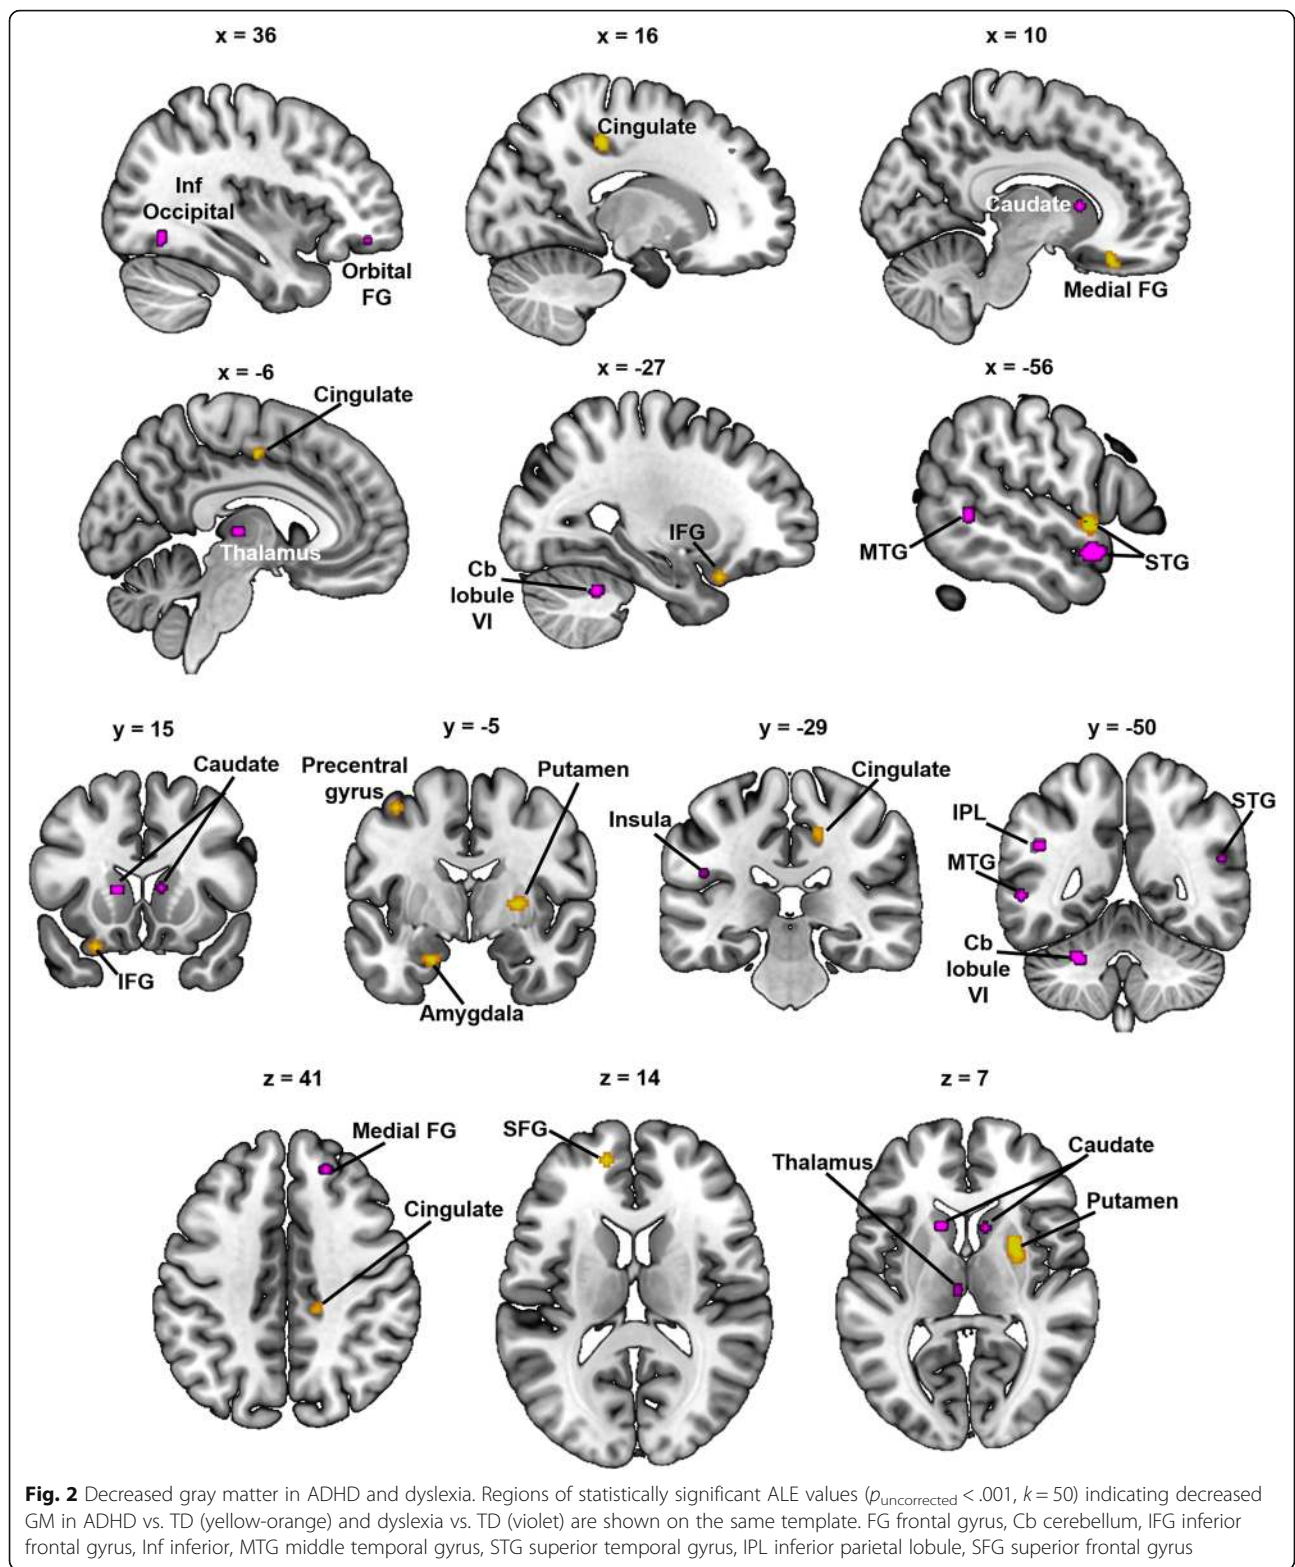 x = 36
x = 16
x = 10
Inf
Occipital
Orbital
FG
Cingulate
Caudate
Medial FG
x = -6
x = -27
x = -56
Cingulate
Thalamus
IFG
Cb
lobule
VI
MTG
STG
y = 15
y = -5
y = -29
y = -50
Caudate
IFG
Precentral
gyrus
Putamen
Amygdala
Insula
Cingulate
IPL
MTG
STG
Cb
lobule
VI
z = 41
z = 14
z = 7
Medial FG
Cingulate
SFG
Thalamus
Caudate
Putamen
Fig. 2 Decreased gray matter in ADHD and dyslexia. Regions of statistically significant ALE values (puncorrected < .001, k = 50) indicating decreased
GM in ADHD vs. TD (yellow-orange) and dyslexia vs. TD (violet) are shown on the same template. FG frontal gyrus, Cb cerebellum, IFG inferior
frontal gyrus, Inf inferior, MTG middle temporal gyrus, STG superior temporal gyrus, IPL inferior parietal lobule, SFG superior frontal gyrus